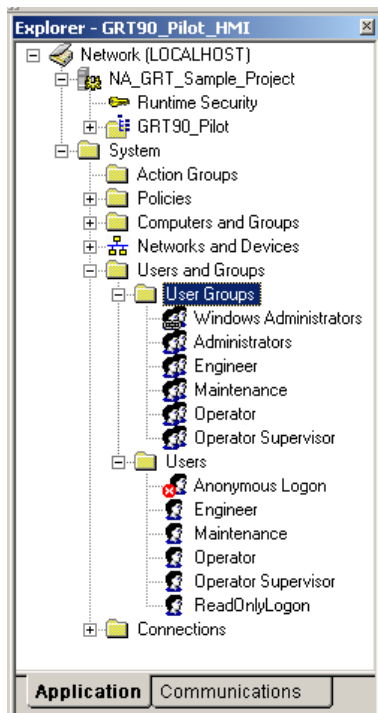 Explorer - GRT90_Pilot_HMI
Network (LOCALHOST)
NA_GRT_Sample_Project
Runtime Security
GRT90_Pilot
System
Action Groups
Policies
Computers and Groups
Networks and Devices
Users and Groups
User Groups
Windows Administrators
Administrators
Engineer
Maintenance
Operator
Operator Supervisor
Users
Anonymous Logon
Engineer
Maintenance
Operator
Operator Supervisor
ReadOnlyLogon
Connections
Application Communications